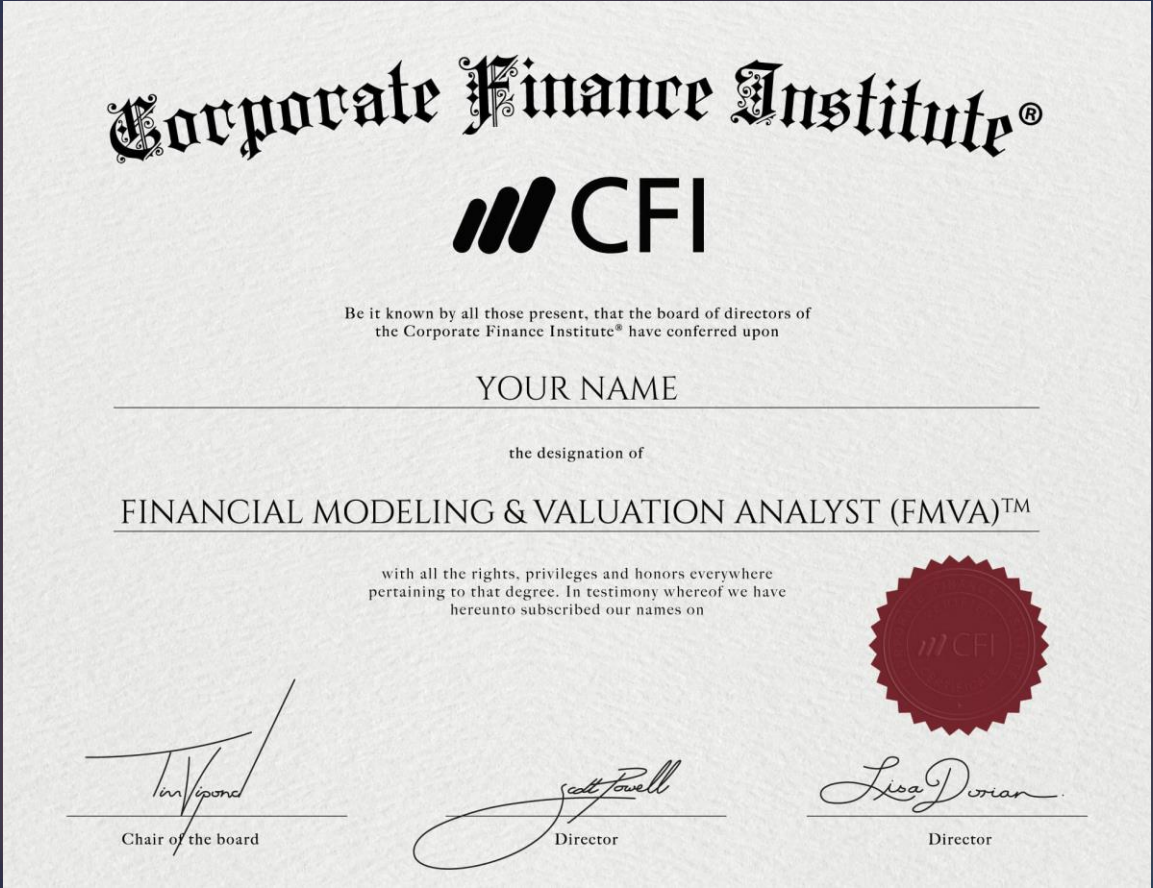 Corporate Finance Institute®
CFI
Be it known by all those present, that the board of directors of
the Corporate Finance Institute® have conferred upon
YOUR NAME
the designation of
FINANCIAL MODELING & VALUATION ANALYST (FMVA)™
with all the rights, privileges and honors everywhere
pertaining to that degree. In testimony whereof we have
hereunto subscribed our names on
CFI
Tim Vipond
Scott Powell
Lisa Dorian
Chair of the board
Director
Director